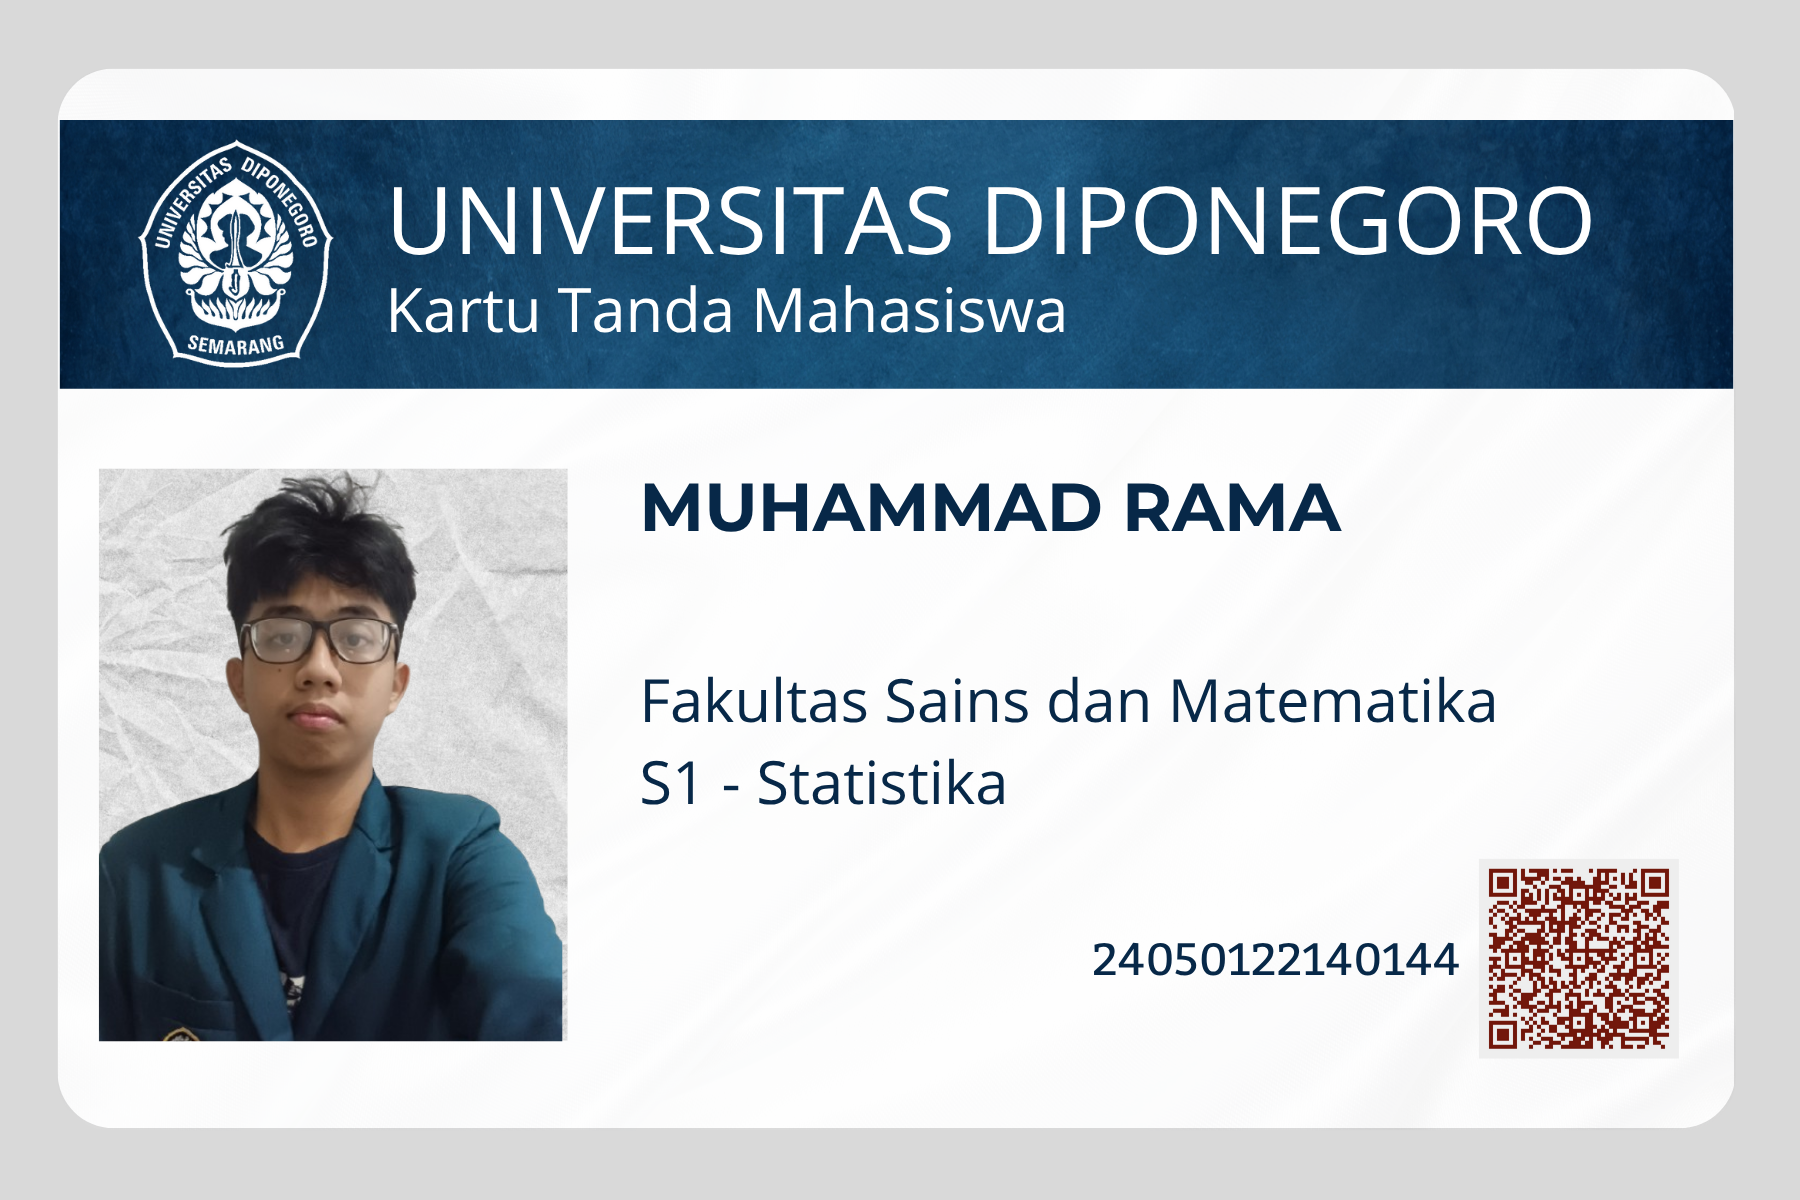 UNIVERSITAS DIPONEGORO
SEMARANG
UNIVERSITAS DIPONEGORO
Kartu Tanda Mahasiswa
MUHAMMAD RAMA
Fakultas Sains dan Matematika
S1 - Statistika
24050122140144